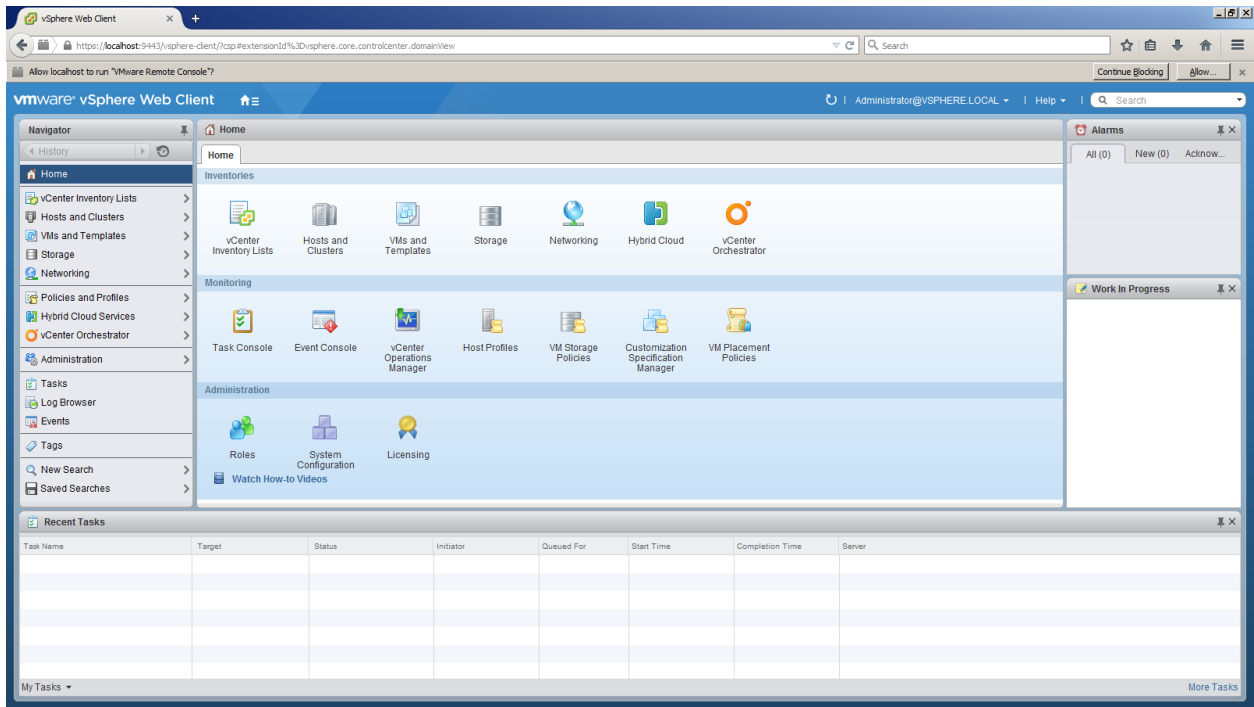 vSphere Web Client
https://localhost:9443/vsphere-client/?csp#extensionId%3Dvsphere.core.controlcenter.domainView
Search
Allow localhost to run "VMware Remote Console"?
Continue Blocking
Allow...
vmware® vSphere Web Client
Administrator@VSPHERE.LOCAL
Help
Search
Navigator
History
Home
vCenter Inventory Lists
Hosts and Clusters
VMs and Templates
Storage
Networking
Policies and Profiles
Hybrid Cloud Services
vCenter Orchestrator
Administration
Tasks
Log Browser
Events
Tags
New Search
Saved Searches
Home
Home
Inventories
vCenter
Inventory Lists
Hosts and
Clusters
VMs and
Templates
Storage
Networking
Hybrid Cloud
vCenter
Orchestrator
Monitoring
Task Console
Event Console
vCenter
Operations
Manager
Host Profiles
VM Storage
Policies
Customization
Specification
Manager
VM Placement
Policies
Administration
Roles
System
Configuration
Licensing
Watch How-to Videos
Alarms
All (0)
New (0)
Acknow...
Work In Progress
Recent Tasks
Task Name
Target
Status
Initiator
Queued For
Start Time
Completion Time
Server
My Tasks
More Tasks